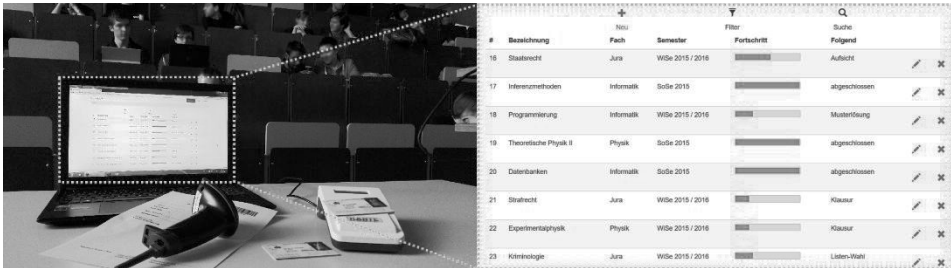 Neu Filter Suche
# Bezeichnung Fach Semester Fortschritt Folgend
16 Staatsrecht Jura WiSe 2015 / 2016 Aufsicht
17 Inferenzmethoden Informatik SoSe 2015 abgeschlossen
18 Programmierung Informatik WiSe 2015 / 2016 Musterlösung
19 Theoretische Physik II Physik SoSe 2015 abgeschlossen
20 Datenbanken Informatik SoSe 2015 abgeschlossen
21 Strafrecht Jura WiSe 2015 / 2016 Klausur
22 Experimentalphysik Physik WiSe 2015 / 2016 Klausur
23 Kriminologie Jura WiSe 2015 / 2016 Listen-Wahl